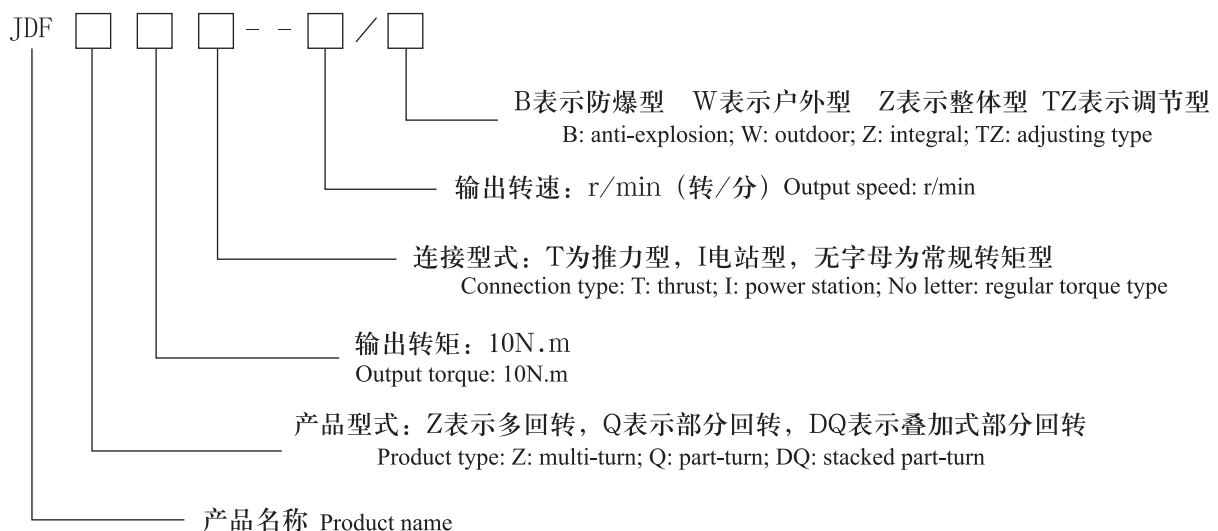 JDF □ □ □ - - □ / □
B表示防爆型 W表示户外型 Z表示整体型 TZ表示调节型
B: anti-explosion; W: outdoor; Z: integral; TZ: adjusting type
输出转速：r/min（转/分）Output speed: r/min
连接型式：T为推力型，I电站型，无字母为常规转矩型
Connection type: T: thrust; I: power station; No letter: regular torque type
输出转矩：10N.m
Output torque: 10N.m
产品型式：Z表示多回转，Q表示部分回转，DQ表示叠加式部分回转
Product type: Z: multi-turn; Q: part-turn; DQ: stacked part-turn
产品名称 Product name